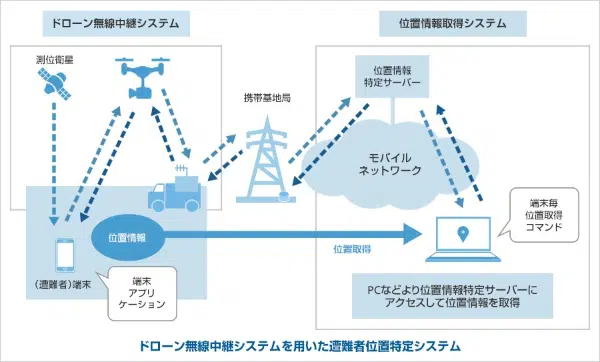 ドローン無線中継システム
位置情報取得システム
測位衛星
携帯基地局
位置情報
特定サーバー
モバイル
ネットワーク
位置情報
位置取得
端末毎
位置取得
コマンド
(遭難者)端末
端末
アプリ
ケーション
PCなどより位置情報特定サーバーに
アクセスして位置情報を取得
ドローン無線中継システムを用いた遭難者位置特定システム